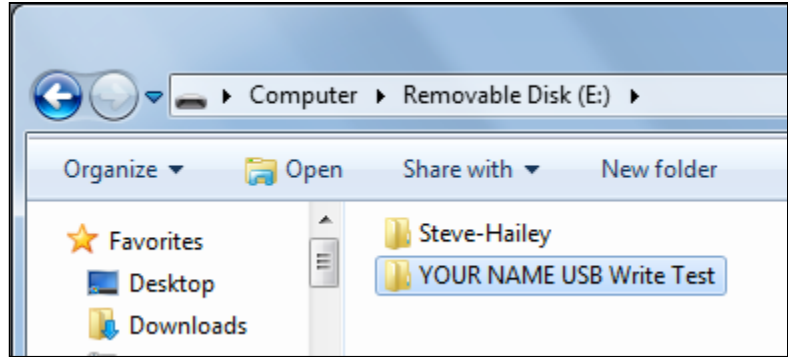 Computer Removable Disk (E:)
Organize Open Share with New folder
Favorites
Desktop
Downloads
Steve-Hailey
YOUR NAME USB Write Test